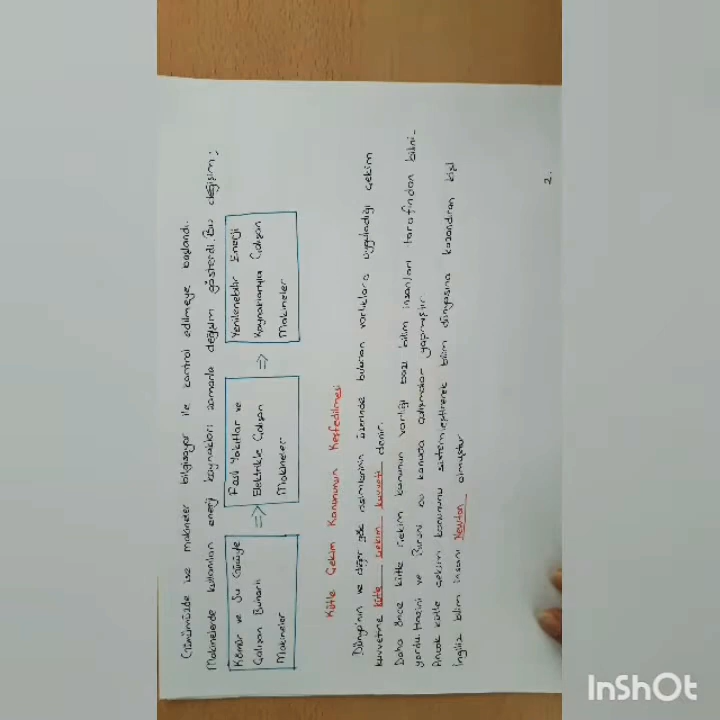 Günümüzde ise makineler bilgisayar ile kontrol edilmeye başlandı.
Makinelerde kullanılan enerji kaynakları zamanla değişim gösterdi. Bu değişim;
Kömür ve Su Gücüyle
Çalışan Buharlı
Makineler
=>
Fosil Yakıtlar ve
Elektrikle Çalışan
Makineler
=>
Yenilenebilir Enerji
Kaynaklarıyla Çalışan
Makineler
Kütle Çekim Kanununun Keşfedilmesi
Dünya'nın ve diğer gök cisimlerinin üzerinde bulunan varlıklara uyguladığı çekim
kuvvetine kütle çekim kuvveti denir.
Daha önce kütle çekim kanunun varlığı bazı bilim insanları tarafından bilini-
yordu. Hazini ve Biruni bu konuda çalışmalar yapmıştır.
Ancak kütle çekim kanununu sistemleştirerek bilim dünyasına kazandıran kişi
İngiliz bilim insanı Newton olmuştur.
2.
InShOt